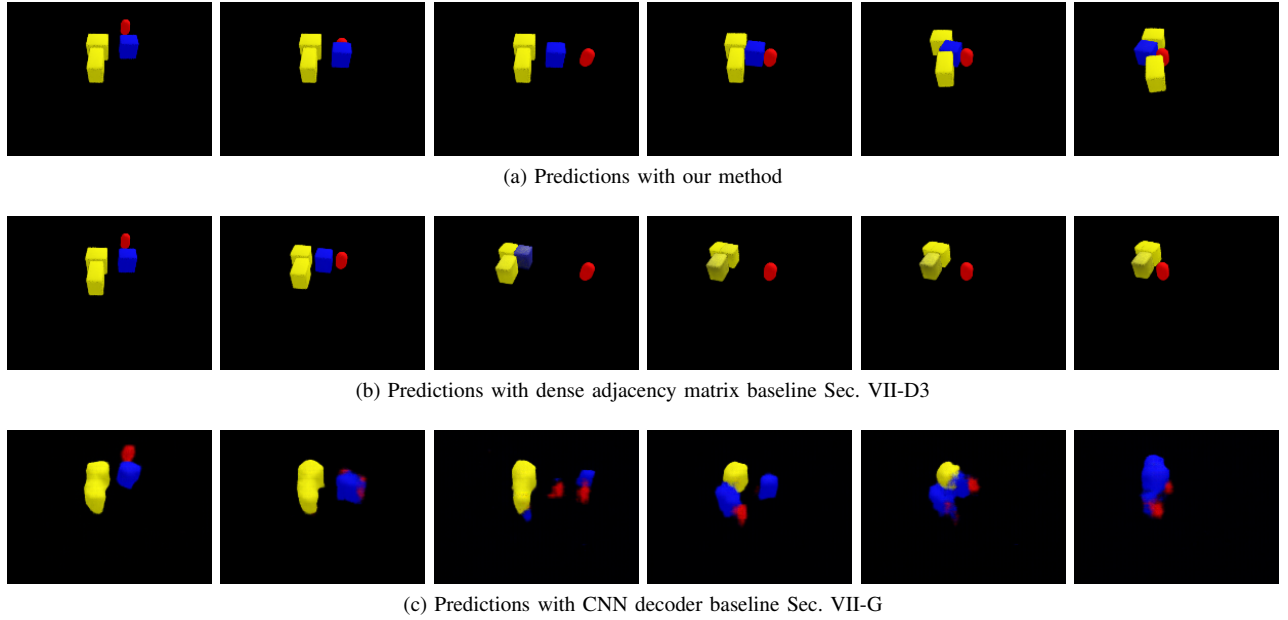 (a) Predictions with our method
(b) Predictions with dense adjacency matrix baseline Sec. VII-D3
(c) Predictions with CNN decoder baseline Sec. VII-G